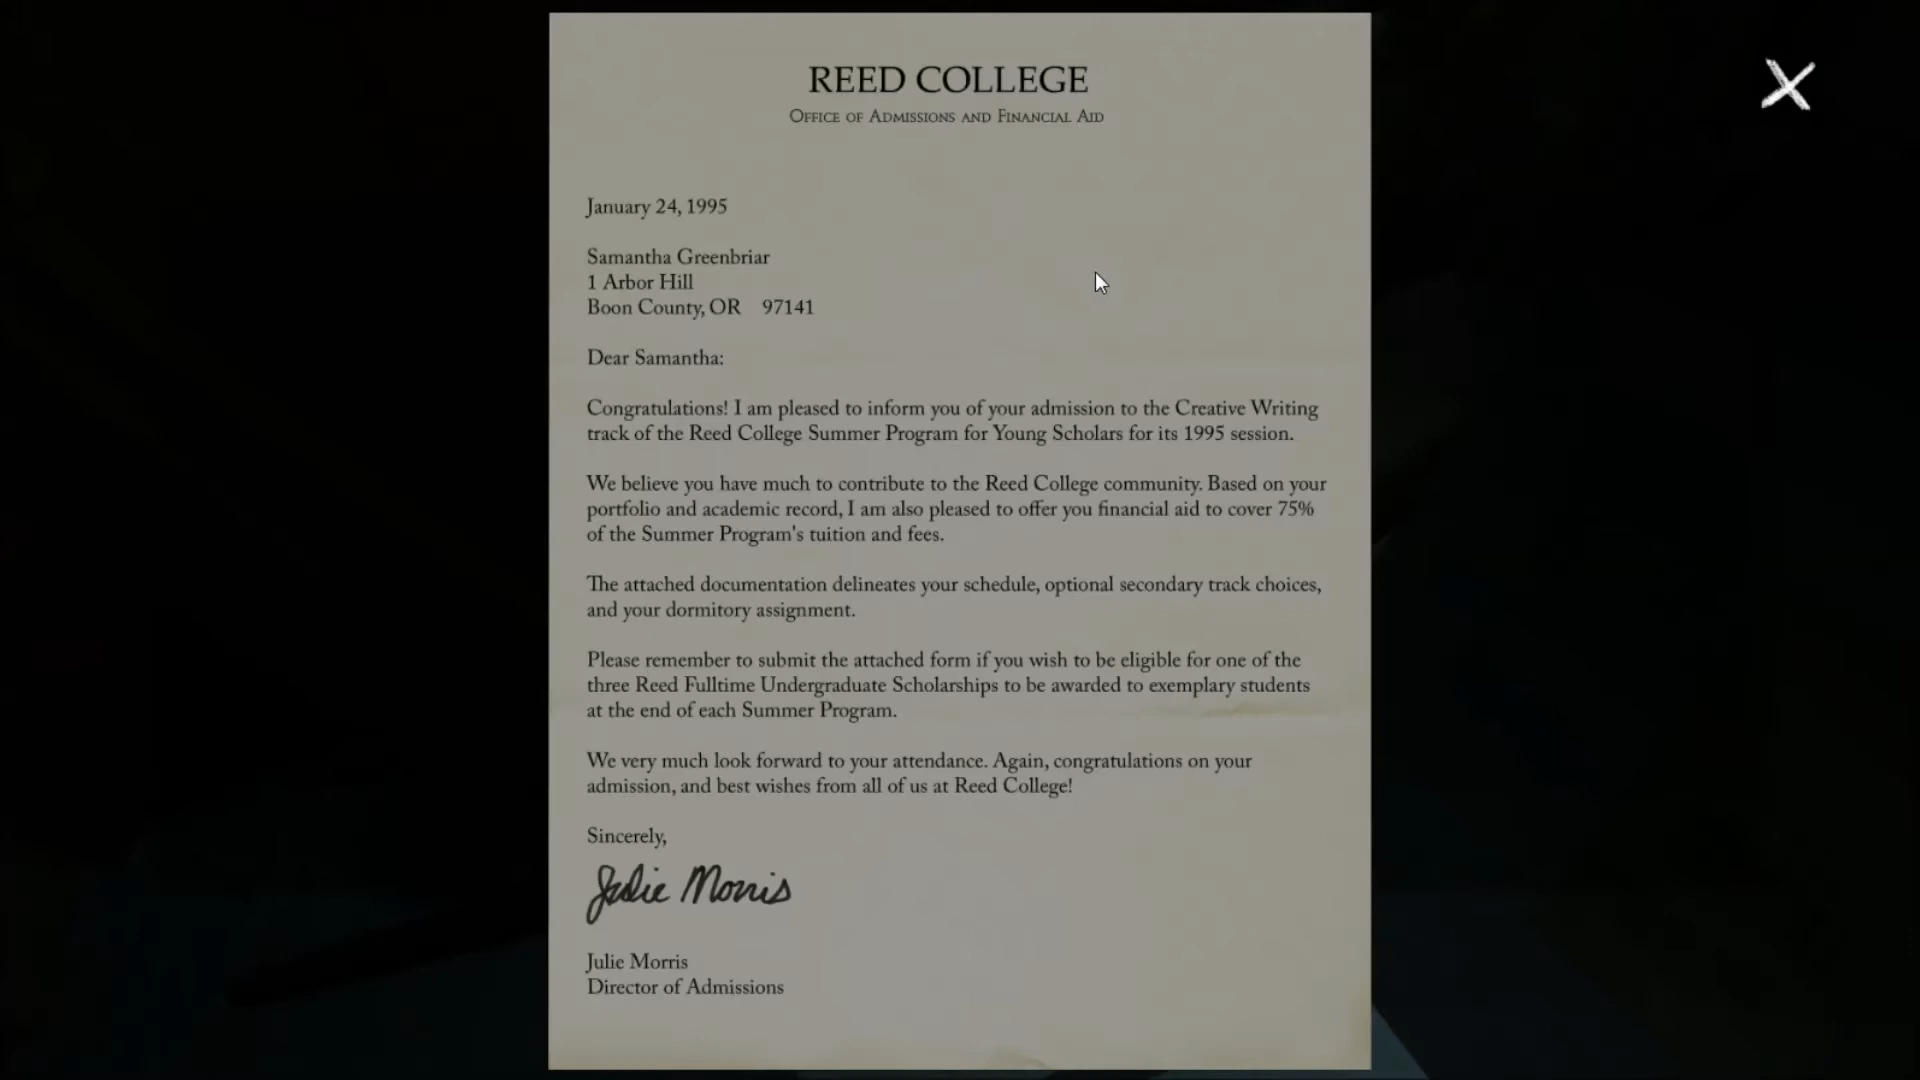 REED COLLEGE
Office of Admissions and Financial Aid
January 24, 1995
Samantha Greenbriar
1 Arbor Hill
Boon County, OR 97141
Dear Samantha:
Congratulations! I am pleased to inform you of your admission to the Creative Writing
track of the Reed College Summer Program for Young Scholars for its 1995 session.
We believe you have much to contribute to the Reed College community. Based on your
portfolio and academic record, I am also pleased to offer you financial aid to cover 75%
of the Summer Program's tuition and fees.
The attached documentation delineates your schedule, optional secondary track choices,
and your dormitory assignment.
Please remember to submit the attached form if you wish to be eligible for one of the
three Reed Fulltime Undergraduate Scholarships to be awarded to exemplary students
at the end of each Summer Program.
We very much look forward to your attendance. Again, congratulations on your
admission, and best wishes from all of us at Reed College!
Sincerely,
Julie Morris
Julie Morris
Director of Admissions